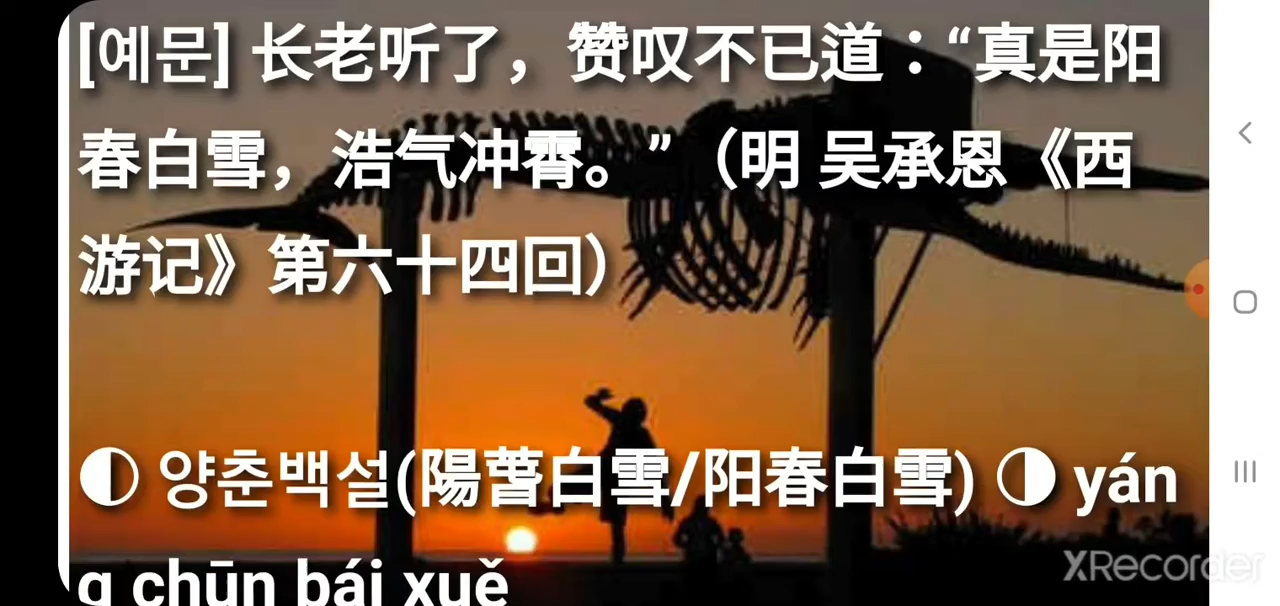 [예문] 长老听了，赞叹不已道：“真是阳
春白雪，浩气冲霄。”（明 吴承恩《西
游记》第六十四回）
◐ 양춘백설(陽萅白雪/阳春白雪) ◑ yán
g chūn bái xuě
XRecorder